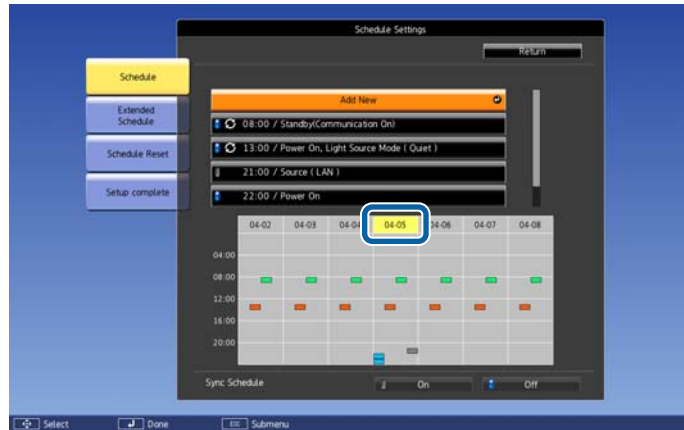 Schedule Settings
Return
Schedule
Extended
Schedule
Schedule Reset
Setup complete
Add New
08:00 / Standby(Communication On)
13:00 / Power On, Light Source Mode ( Quiet )
21:00 / Source ( LAN )
22:00 / Power On
04-02 04-03 04-04 04-05 04-06 04-07 04-08
04:00
08:00
12:00
16:00
20:00
Sync Schedule On Off
Select Done Esc Submenu